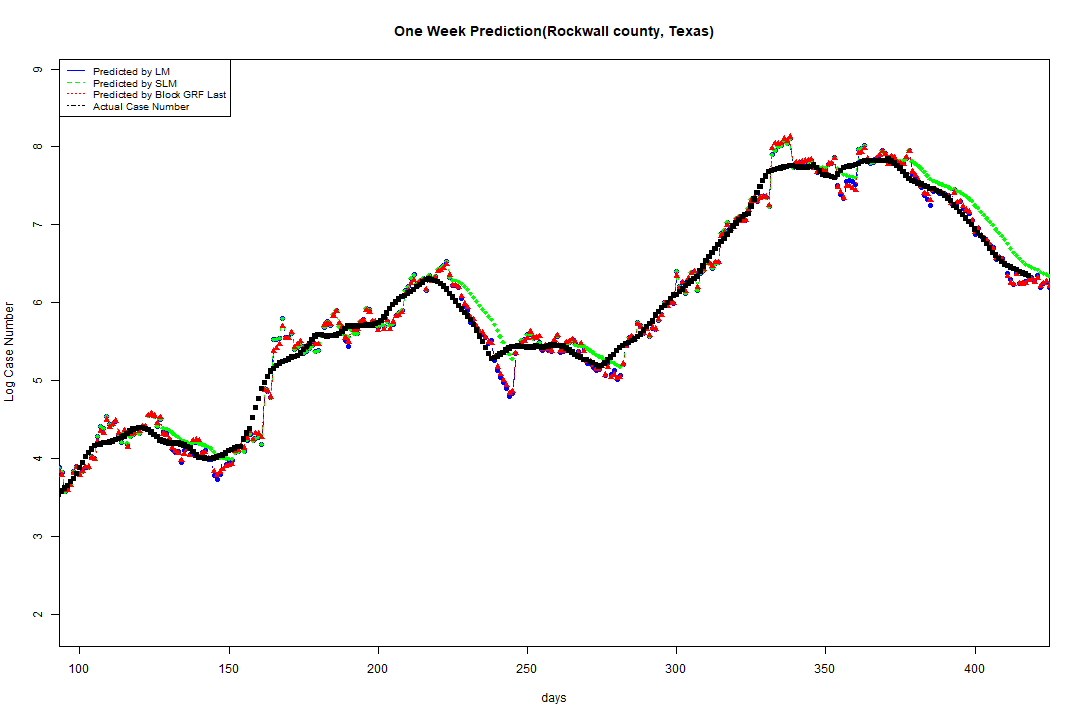 One Week Prediction(Rockwall county, Texas)
Predicted by LM
Predicted by SLM
Predicted by Block GRF Last
Actual Case Number
Log Case Number
9
8
7
6
5
4
3
2
100 150 200 250 300 350 400
days